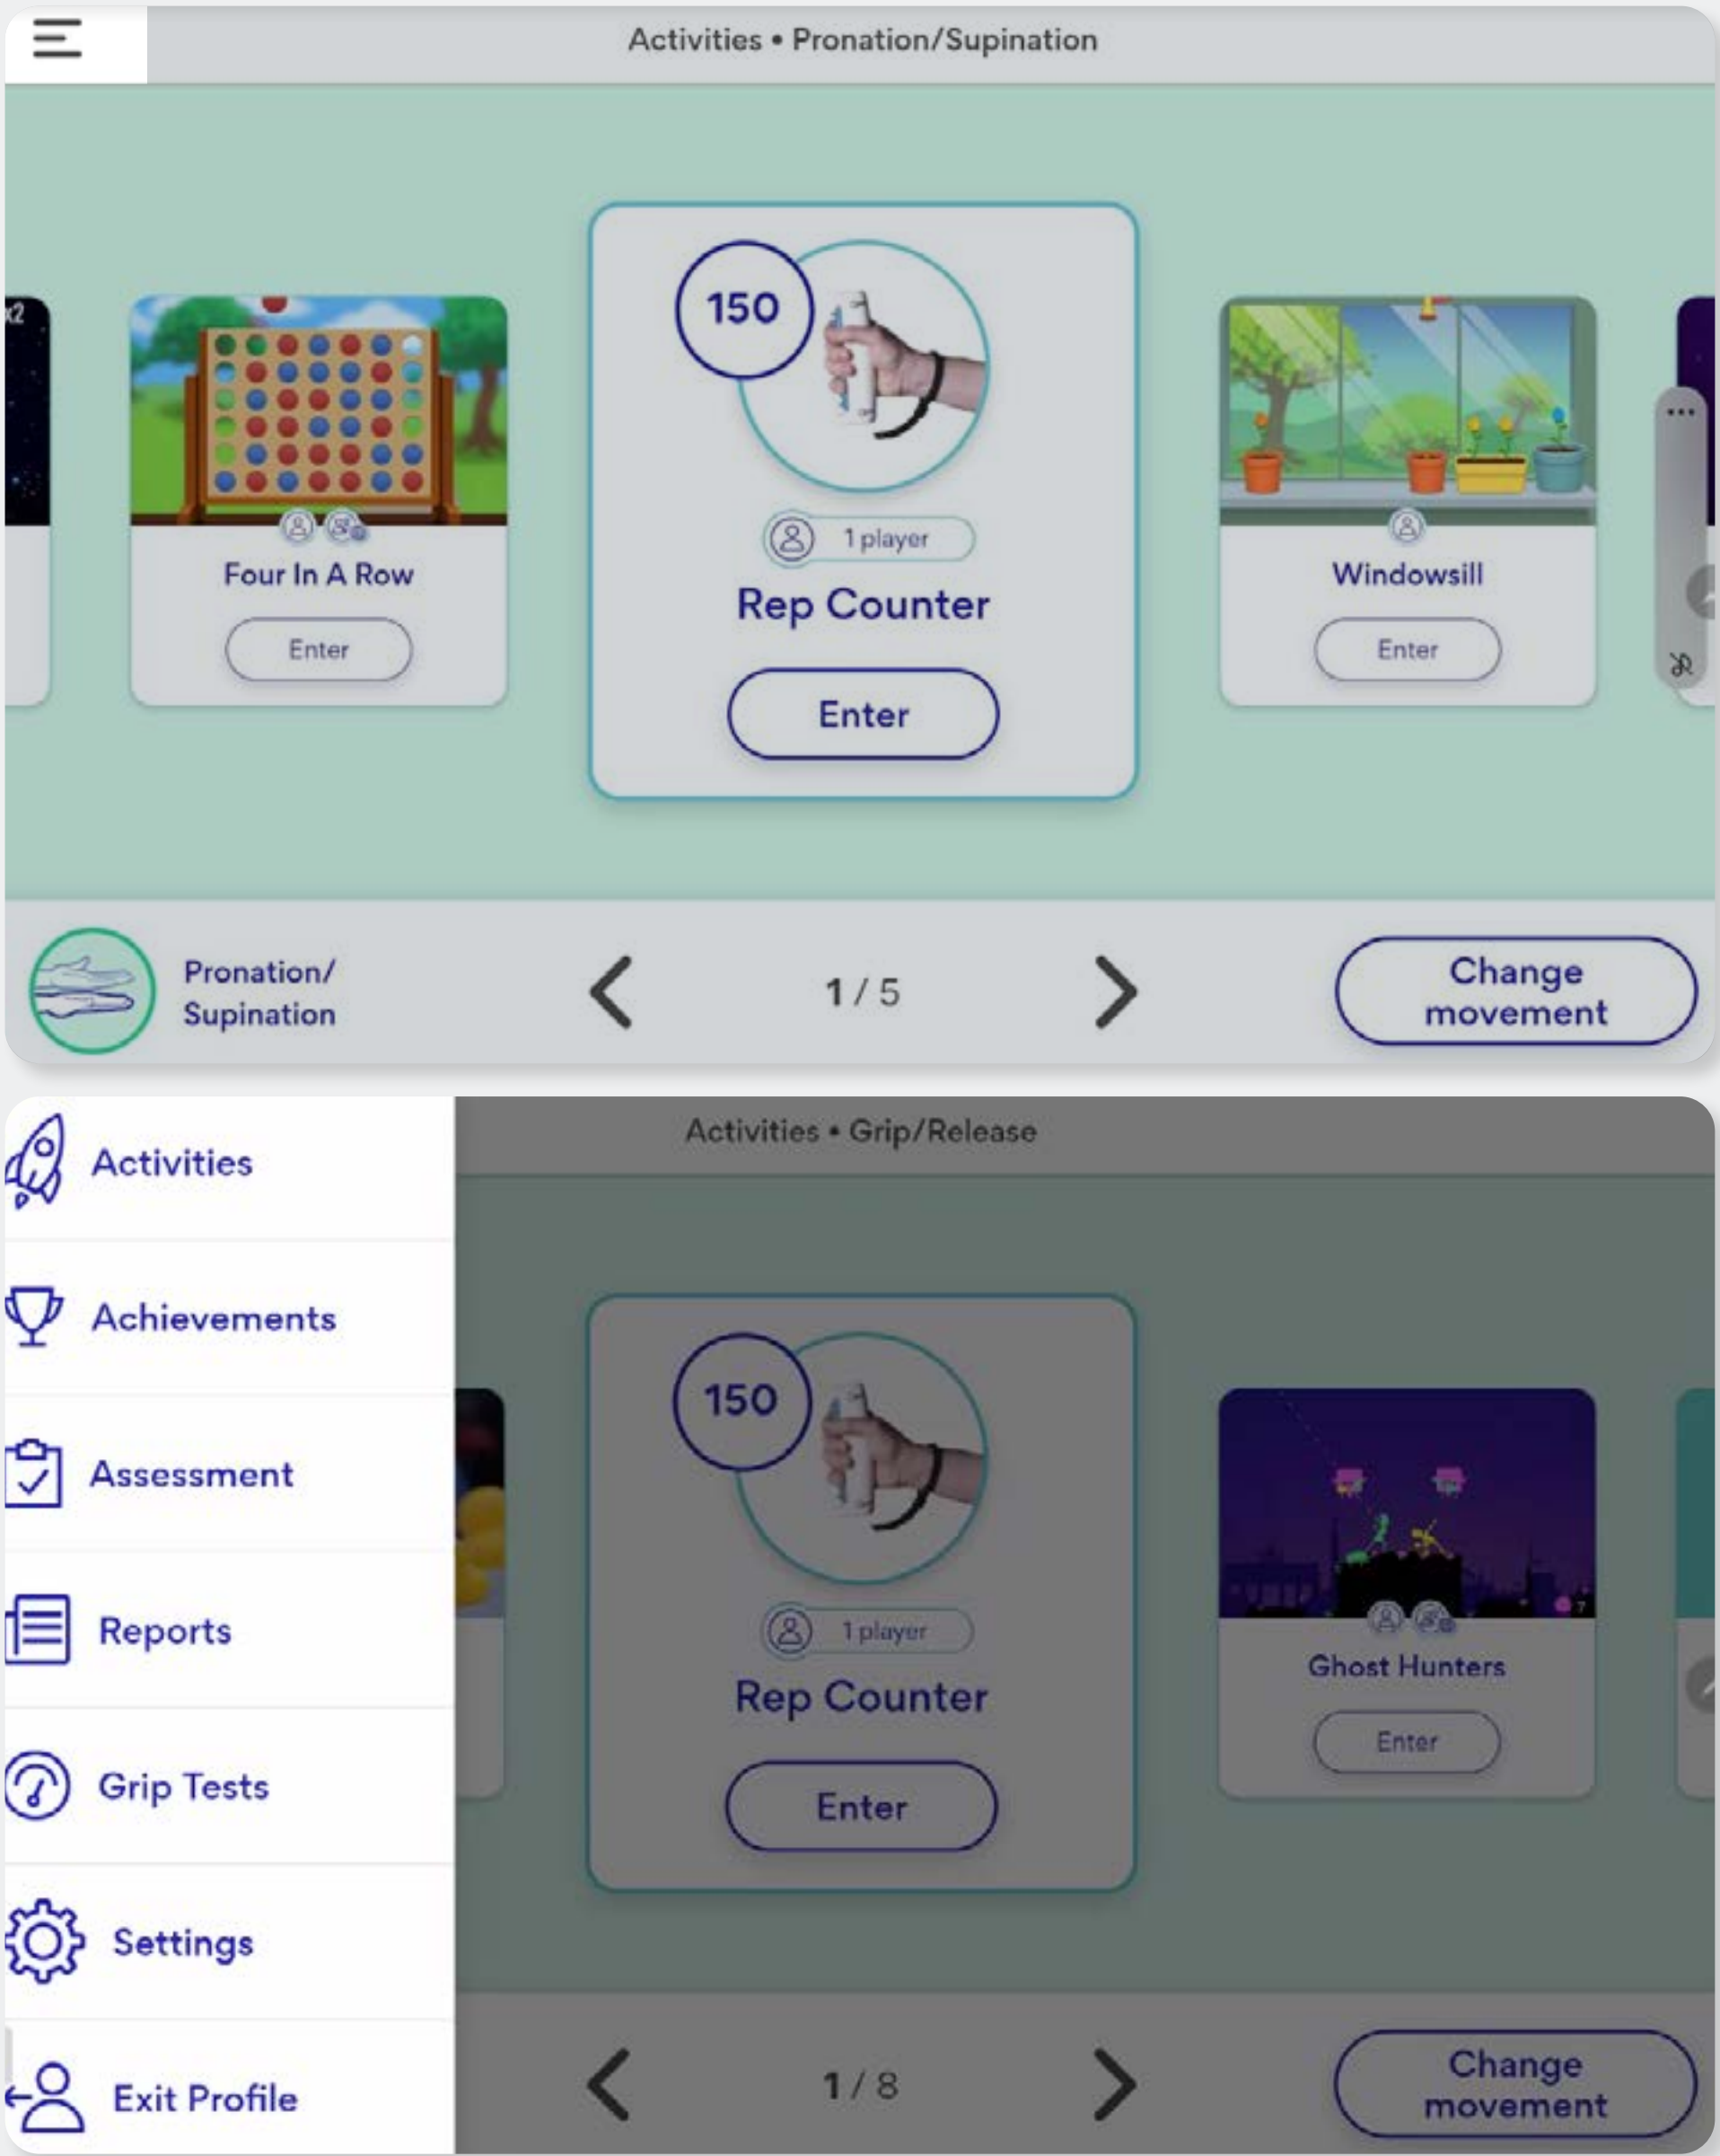 Activities • Pronation/Supination
x2
150
1 player
Four In A Row
Rep Counter
Windowsill
Enter
Enter
Enter
Pronation/
Supination
1 / 5
Change
movement
Activities
Achievements
Assessment
Reports
Grip Tests
Settings
Exit Profile
Activities • Grip/Release
150
1 player
Rep Counter
Enter
7
Ghost Hunters
Enter
1 / 8
Change
movement